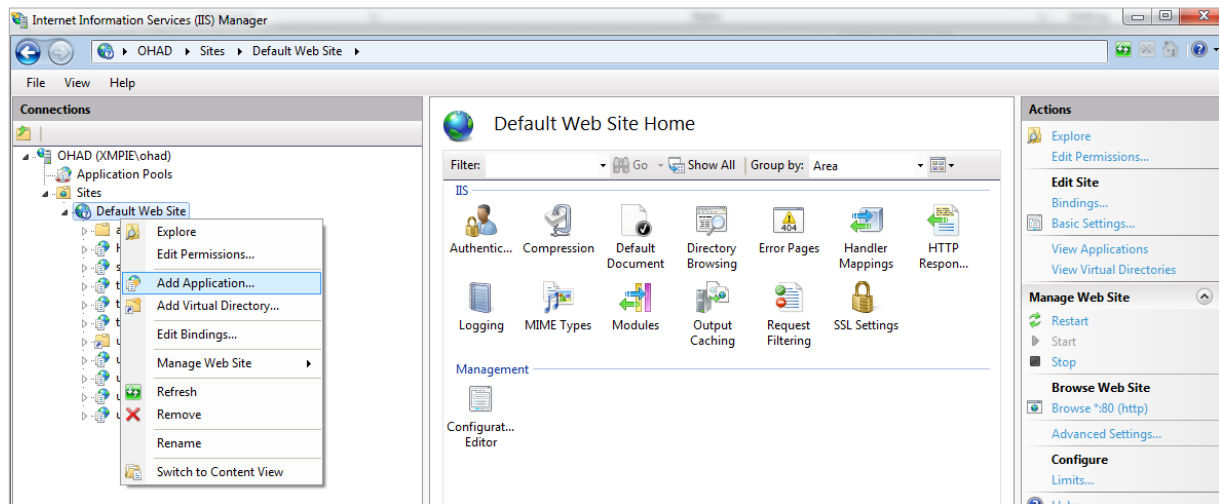 Internet Information Services (IIS) Manager
OHAD Sites Default Web Site
File View Help
Connections
OHAD (XMPIE\ohad)
Application Pools
Sites
Default Web Site
Explore
Edit Permissions...
Add Application...
Add Virtual Directory...
Edit Bindings...
Manage Web Site
Refresh
Remove
Rename
Switch to Content View
Default Web Site Home
Filter: Go Show All Group by: Area
IIS
Authentic... Compression Default Document Directory Browsing Error Pages Handler Mappings HTTP Respon...
404
Logging MIME Types Modules Output Caching Request Filtering SSL Settings
Management
Configurat...
Editor
Actions
Explore
Edit Permissions...
Edit Site
Bindings...
Basic Settings...
View Applications
View Virtual Directories
Manage Web Site
Restart
Start
Stop
Browse Web Site
Browse *:80 (http)
Advanced Settings...
Configure
Limits...